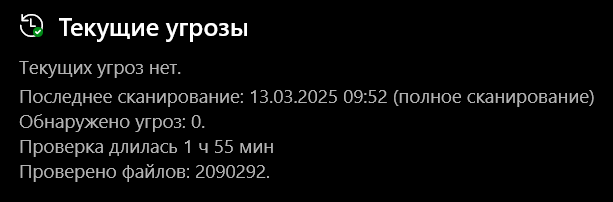 Текущие угрозы
Текущих угроз нет.
Последнее сканирование: 13.03.2025 09:52 (полное сканирование)
Обнаружено угроз: 0.
Проверка длилась 1 ч 55 мин
Проверено файлов: 2090292.